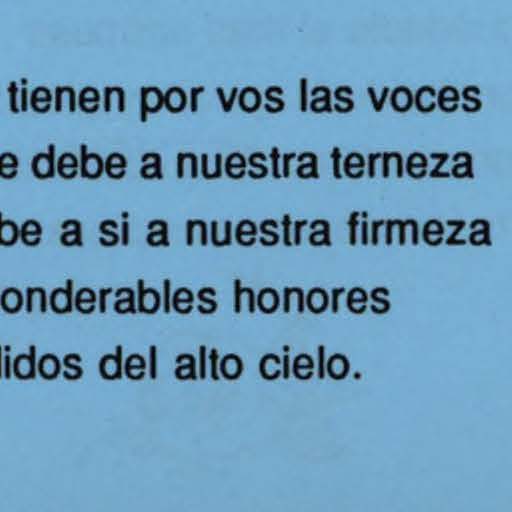 tienen por vos las voces
e debe a nuestra terneza
be a si a nuestra firmeza
onderables honores
lidos del alto cielo.